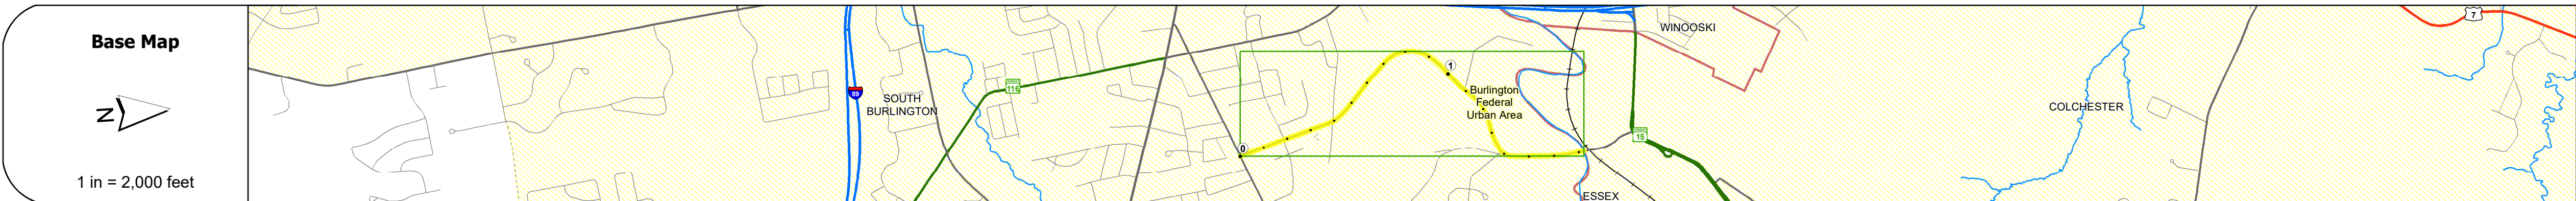 Base Map
N
1 in = 2,000 feet
89
SOUTH
BURLINGTON
116
0
1
Burlington
Federal
Urban Area
WINOOSKI
15
ESSEX
COLCHESTER
7